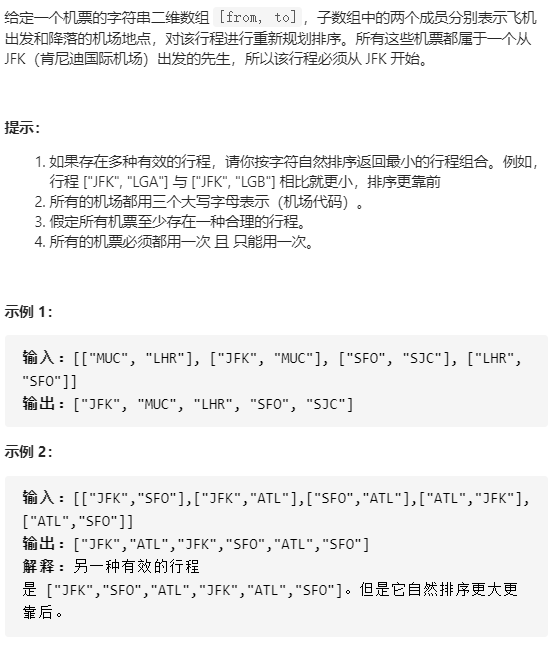 给定一个机票的字符串二维数组 [from, to]，子数组中的两个成员分别表示飞机
出发和降落的机场地点，对该行程进行重新规划排序。所有这些机票都属于一个从
JFK（肯尼迪国际机场）出发的先生，所以该行程必须从 JFK 开始。
提示：
1. 如果存在多种有效的行程，请你按字符自然排序返回最小的行程组合。例如，
行程 ["JFK", "LGA"] 与 ["JFK", "LGB"] 相比就更小，排序更靠前
2. 所有的机场都用三个大写字母表示（机场代码）。
3. 假定所有机票至少存在一种合理的行程。
4. 所有的机票必须都用一次 且 只能用一次。
示例 1：
输入：[["MUC", "LHR"], ["JFK", "MUC"], ["SFO", "SJC"], ["LHR",
"SFO"]]
输出：["JFK", "MUC", "LHR", "SFO", "SJC"]
示例 2：
输入：[["JFK","SFO"],["JFK","ATL"],["SFO","ATL"],["ATL","JFK"],
["ATL","SFO"]]
输出：["JFK","ATL","JFK","SFO","ATL","SFO"]
解释：另一种有效的行程
是 ["JFK","SFO","ATL","JFK","ATL","SFO"]。但是它自然排序更大更
靠后。